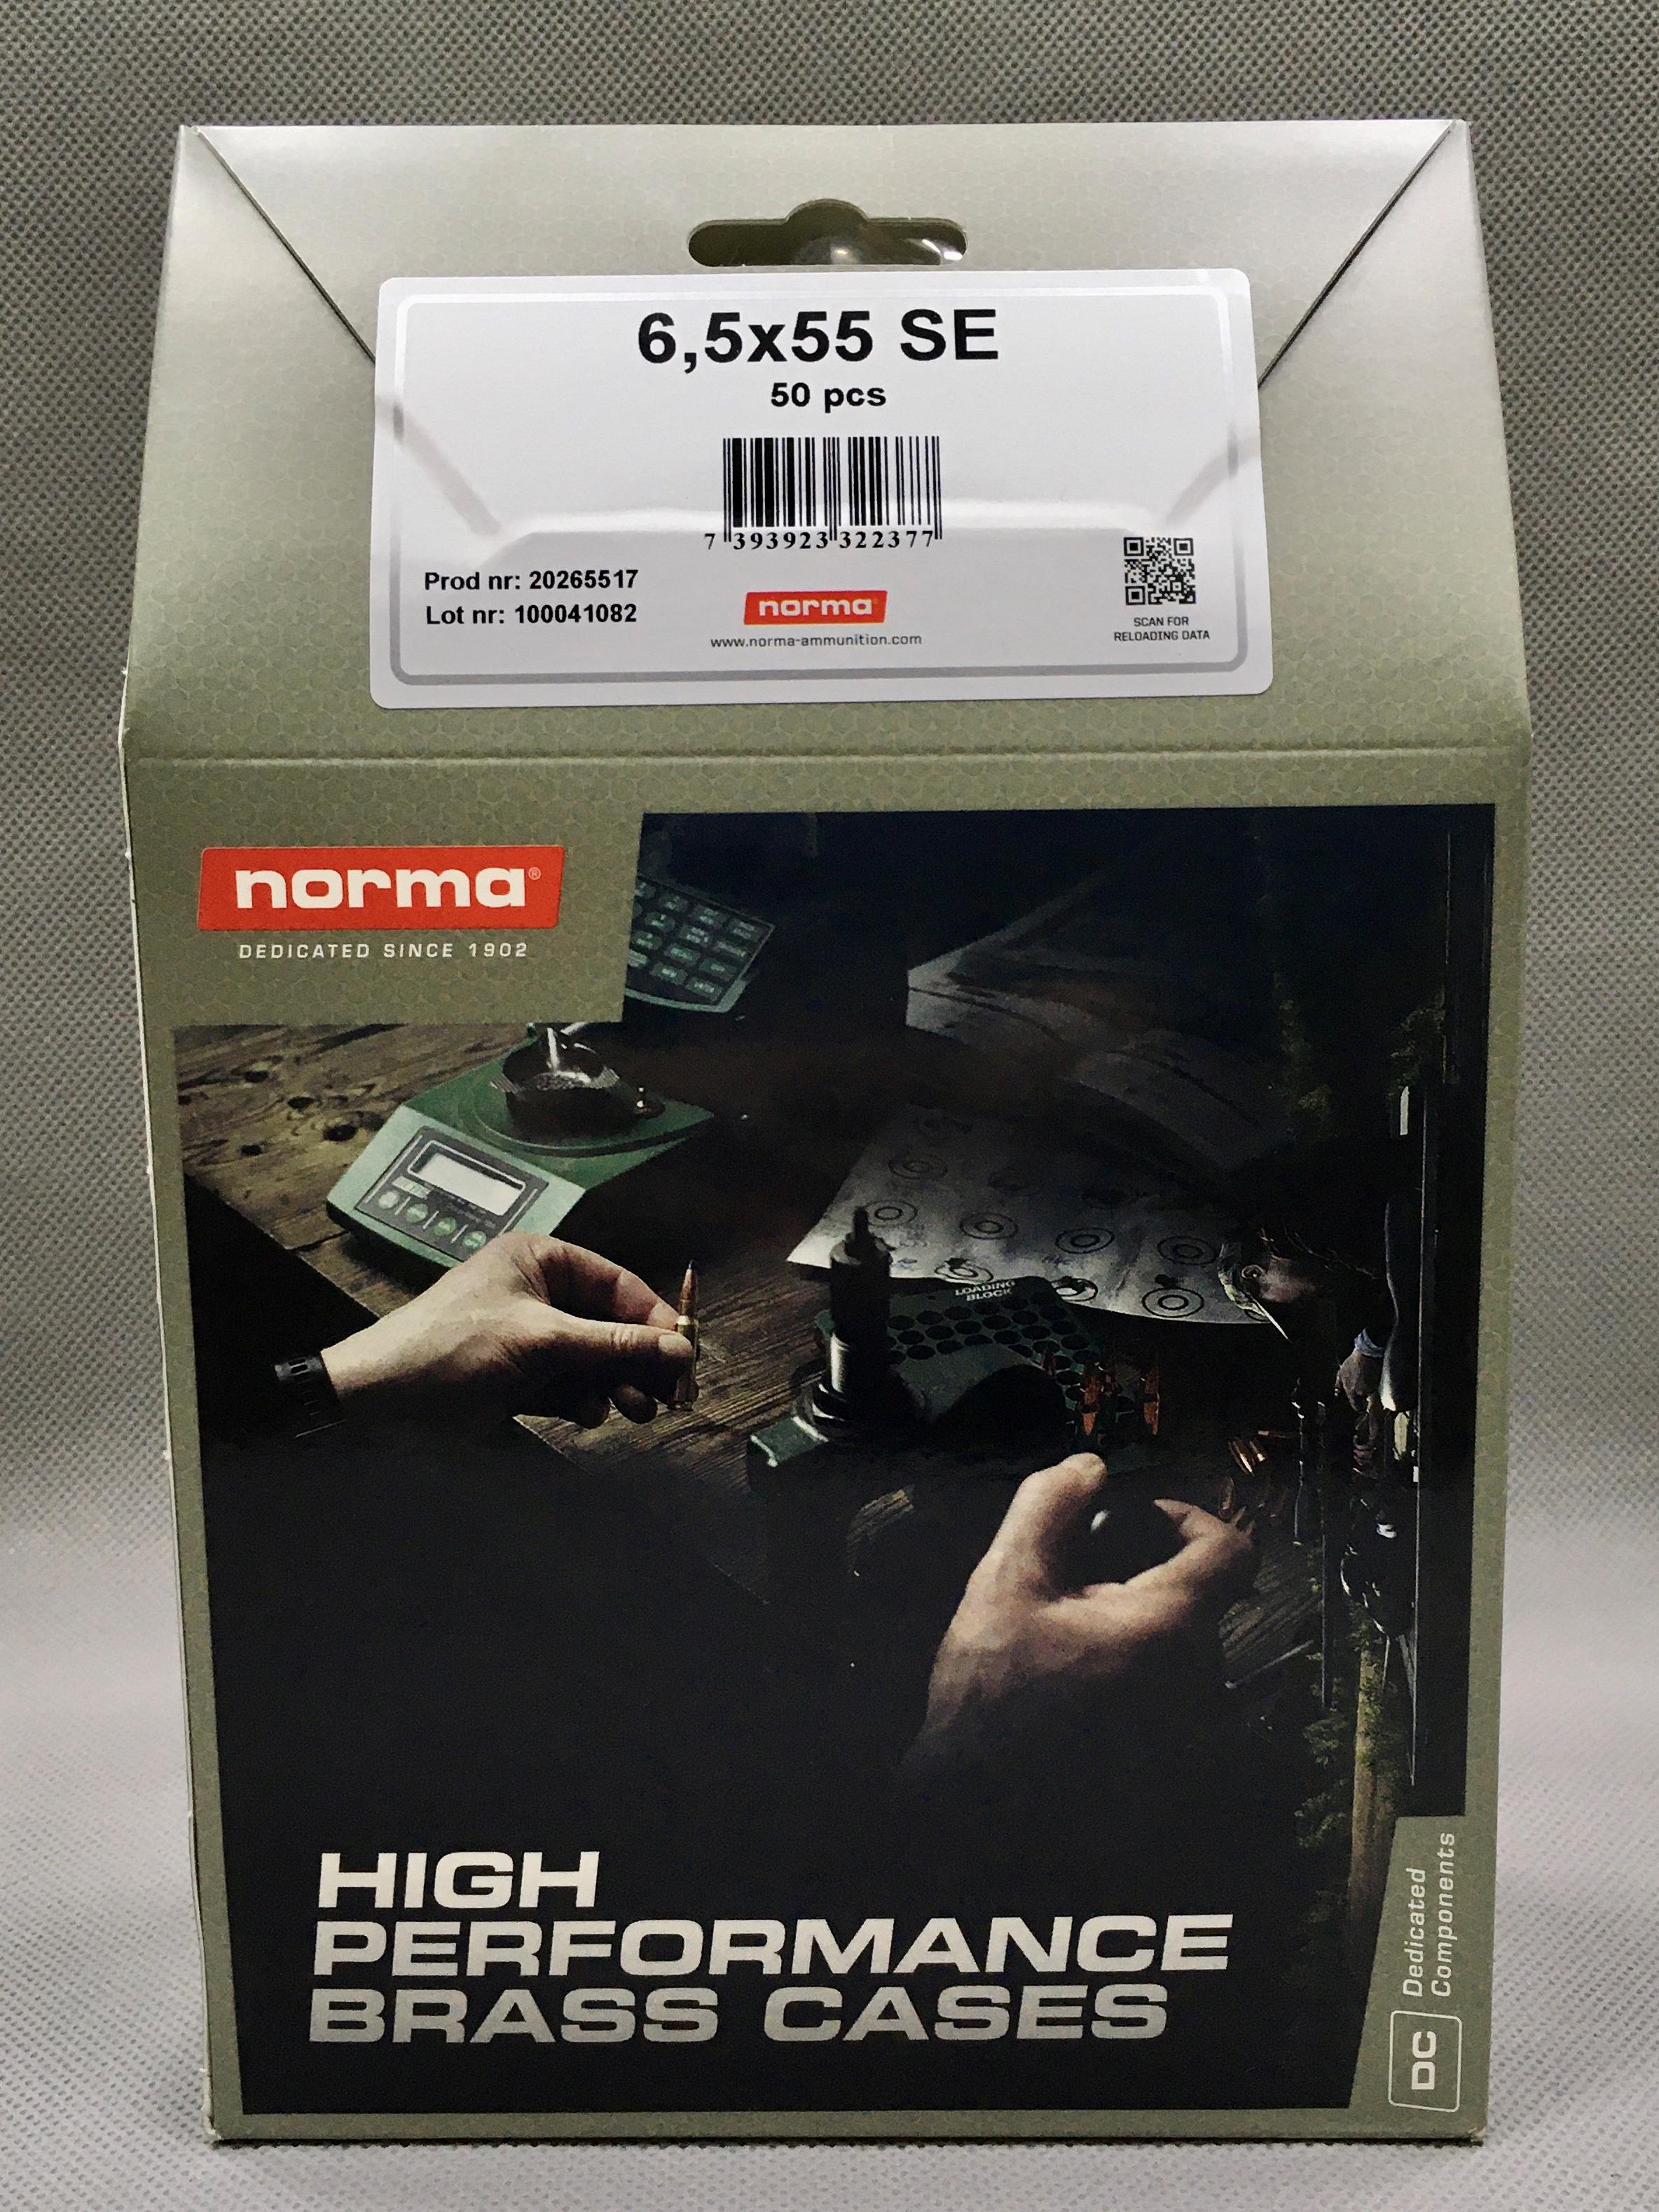 6,5x55 SE
50 pcs
7 393923 322377
Prod nr: 20265517
Lot nr: 100041082
norma
www.norma-ammunition.com
SCAN FOR
RELOADING DATA
norma®
DEDICATED SINCE 1902
LOADING
BLOCK
HIGH
PERFORMANCE
BRASS CASES
DC
Dedicated
Components